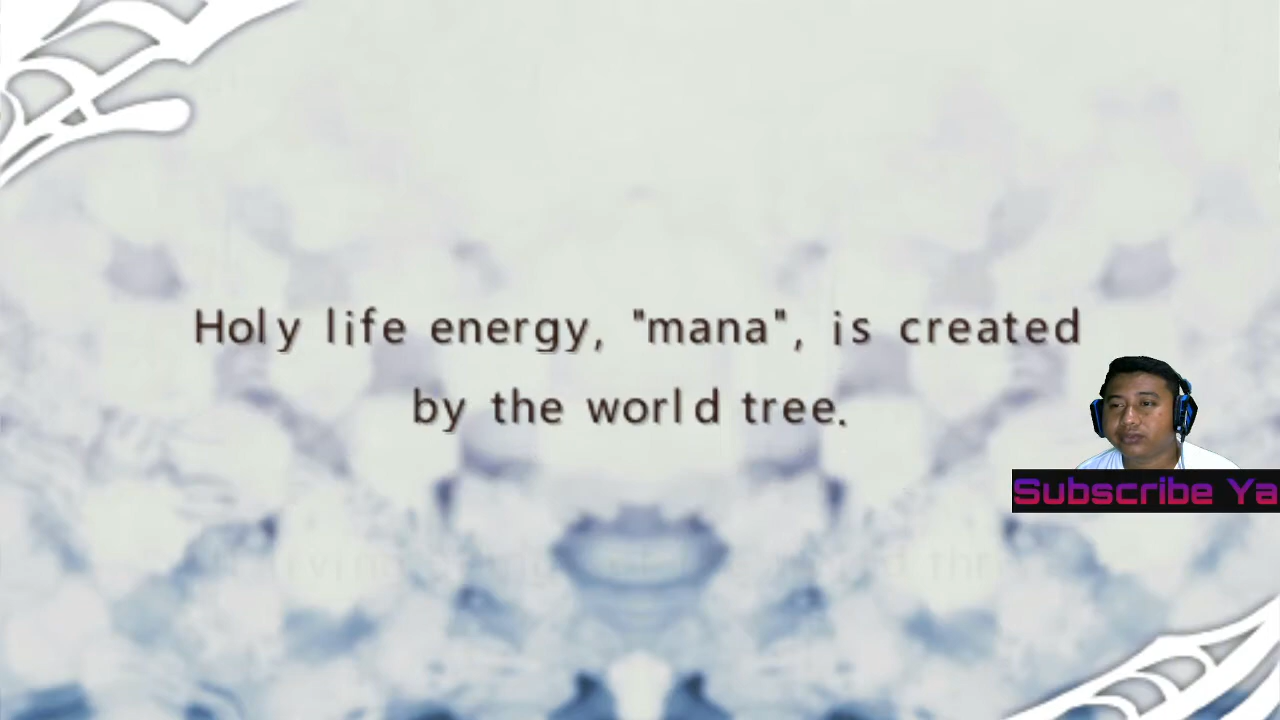 Holy life energy, "mana", is created
by the world tree.
Subscribe Ya